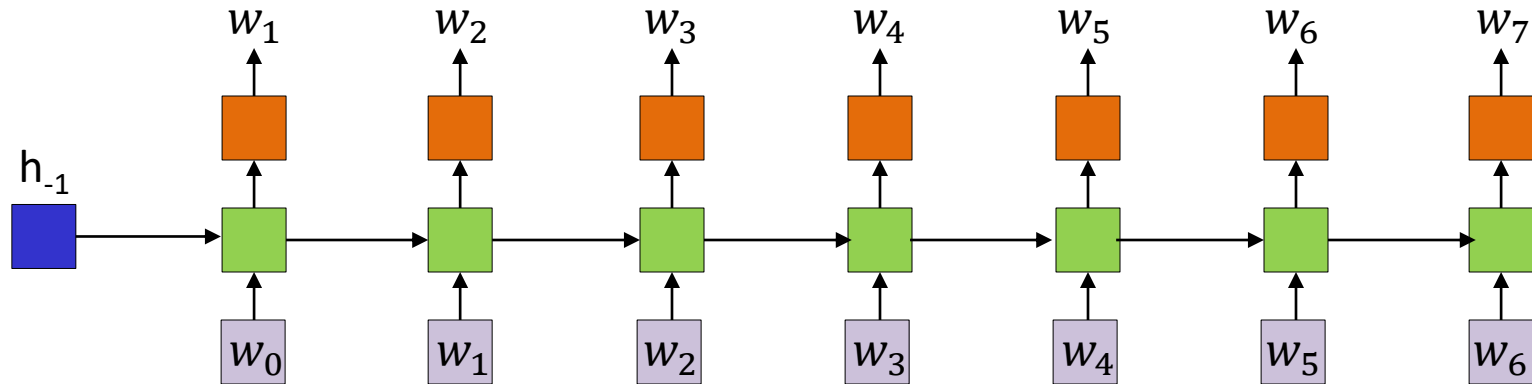 w₁ w₂ w₃ w₄ w₅ w₆ w₇
h₋₁
w₀ w₁ w₂ w₃ w₄ w₅ w₆